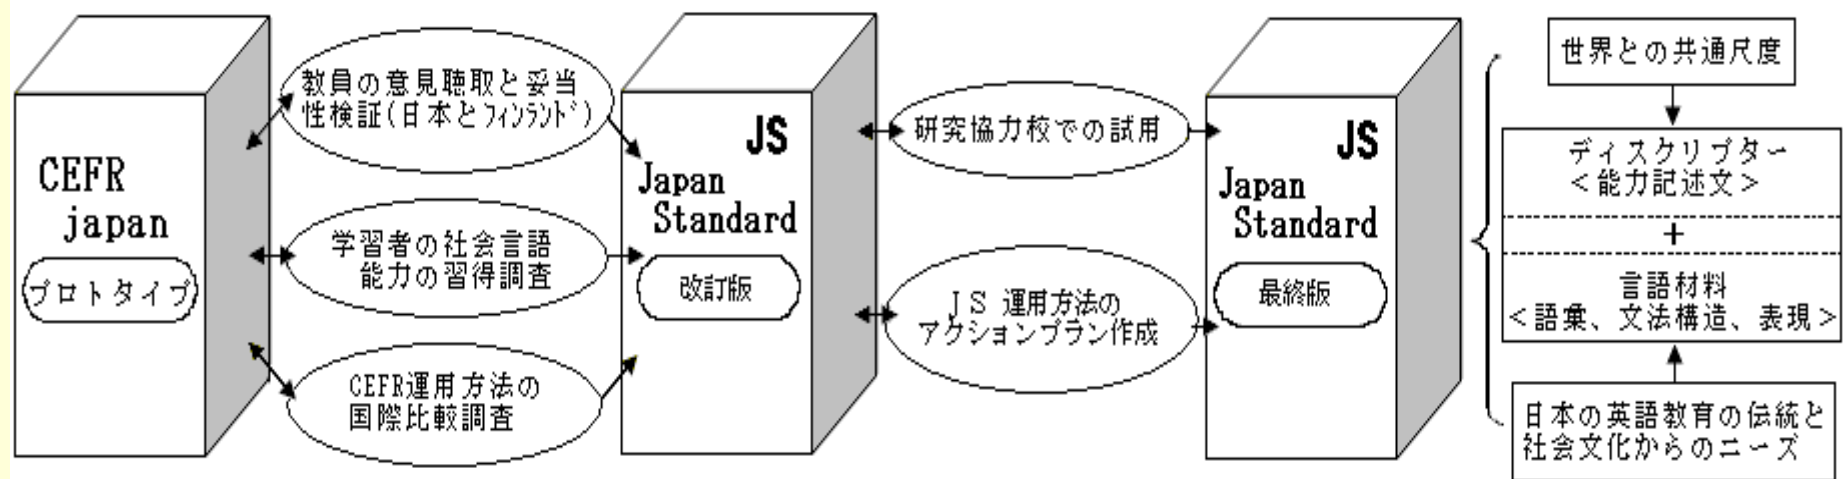 CEFR
japan
プロトタイプ
教員の意見聴取と妥当
性検証(日本とフィンランド)
学習者の社会言語
能力の習得調査
CEFR運用方法の
国際比較調査
JS
Japan
Standard
改訂版
研究協力校での試用
JS 運用方法の
アクションプラン作成
JS
Japan
Standard
最終版
世界との共通尺度
ディスクリプター
<能力記述文>
+
言語材料
<語彙、文法構造、表現>
日本の英語教育の伝統と
社会文化からのニーズ